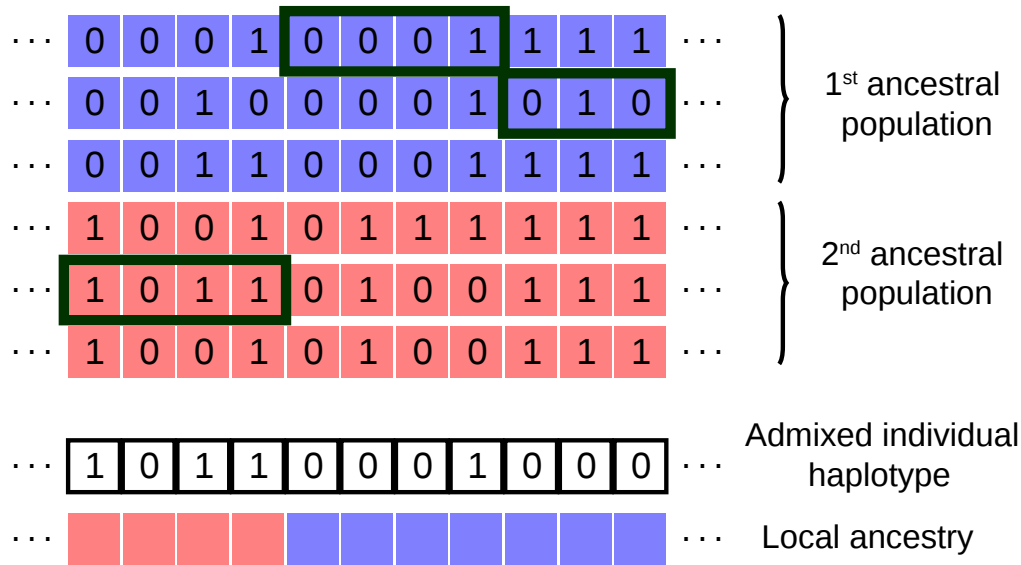 ··· 0 0 0 1 0 0 0 1 1 1 1 ···
··· 0 0 1 0 0 0 0 1 0 1 0 ···
··· 0 0 1 1 0 0 0 1 1 1 1 ···
1st ancestral
population
··· 1 0 0 1 0 1 1 1 1 1 1 ···
··· 1 0 1 1 0 1 0 0 1 1 1 ···
··· 1 0 0 1 0 1 0 0 1 1 1 ···
2nd ancestral
population
··· 1 0 1 1 0 0 0 1 0 0 0 ···
Admixed individual
haplotype
··· ···
Local ancestry